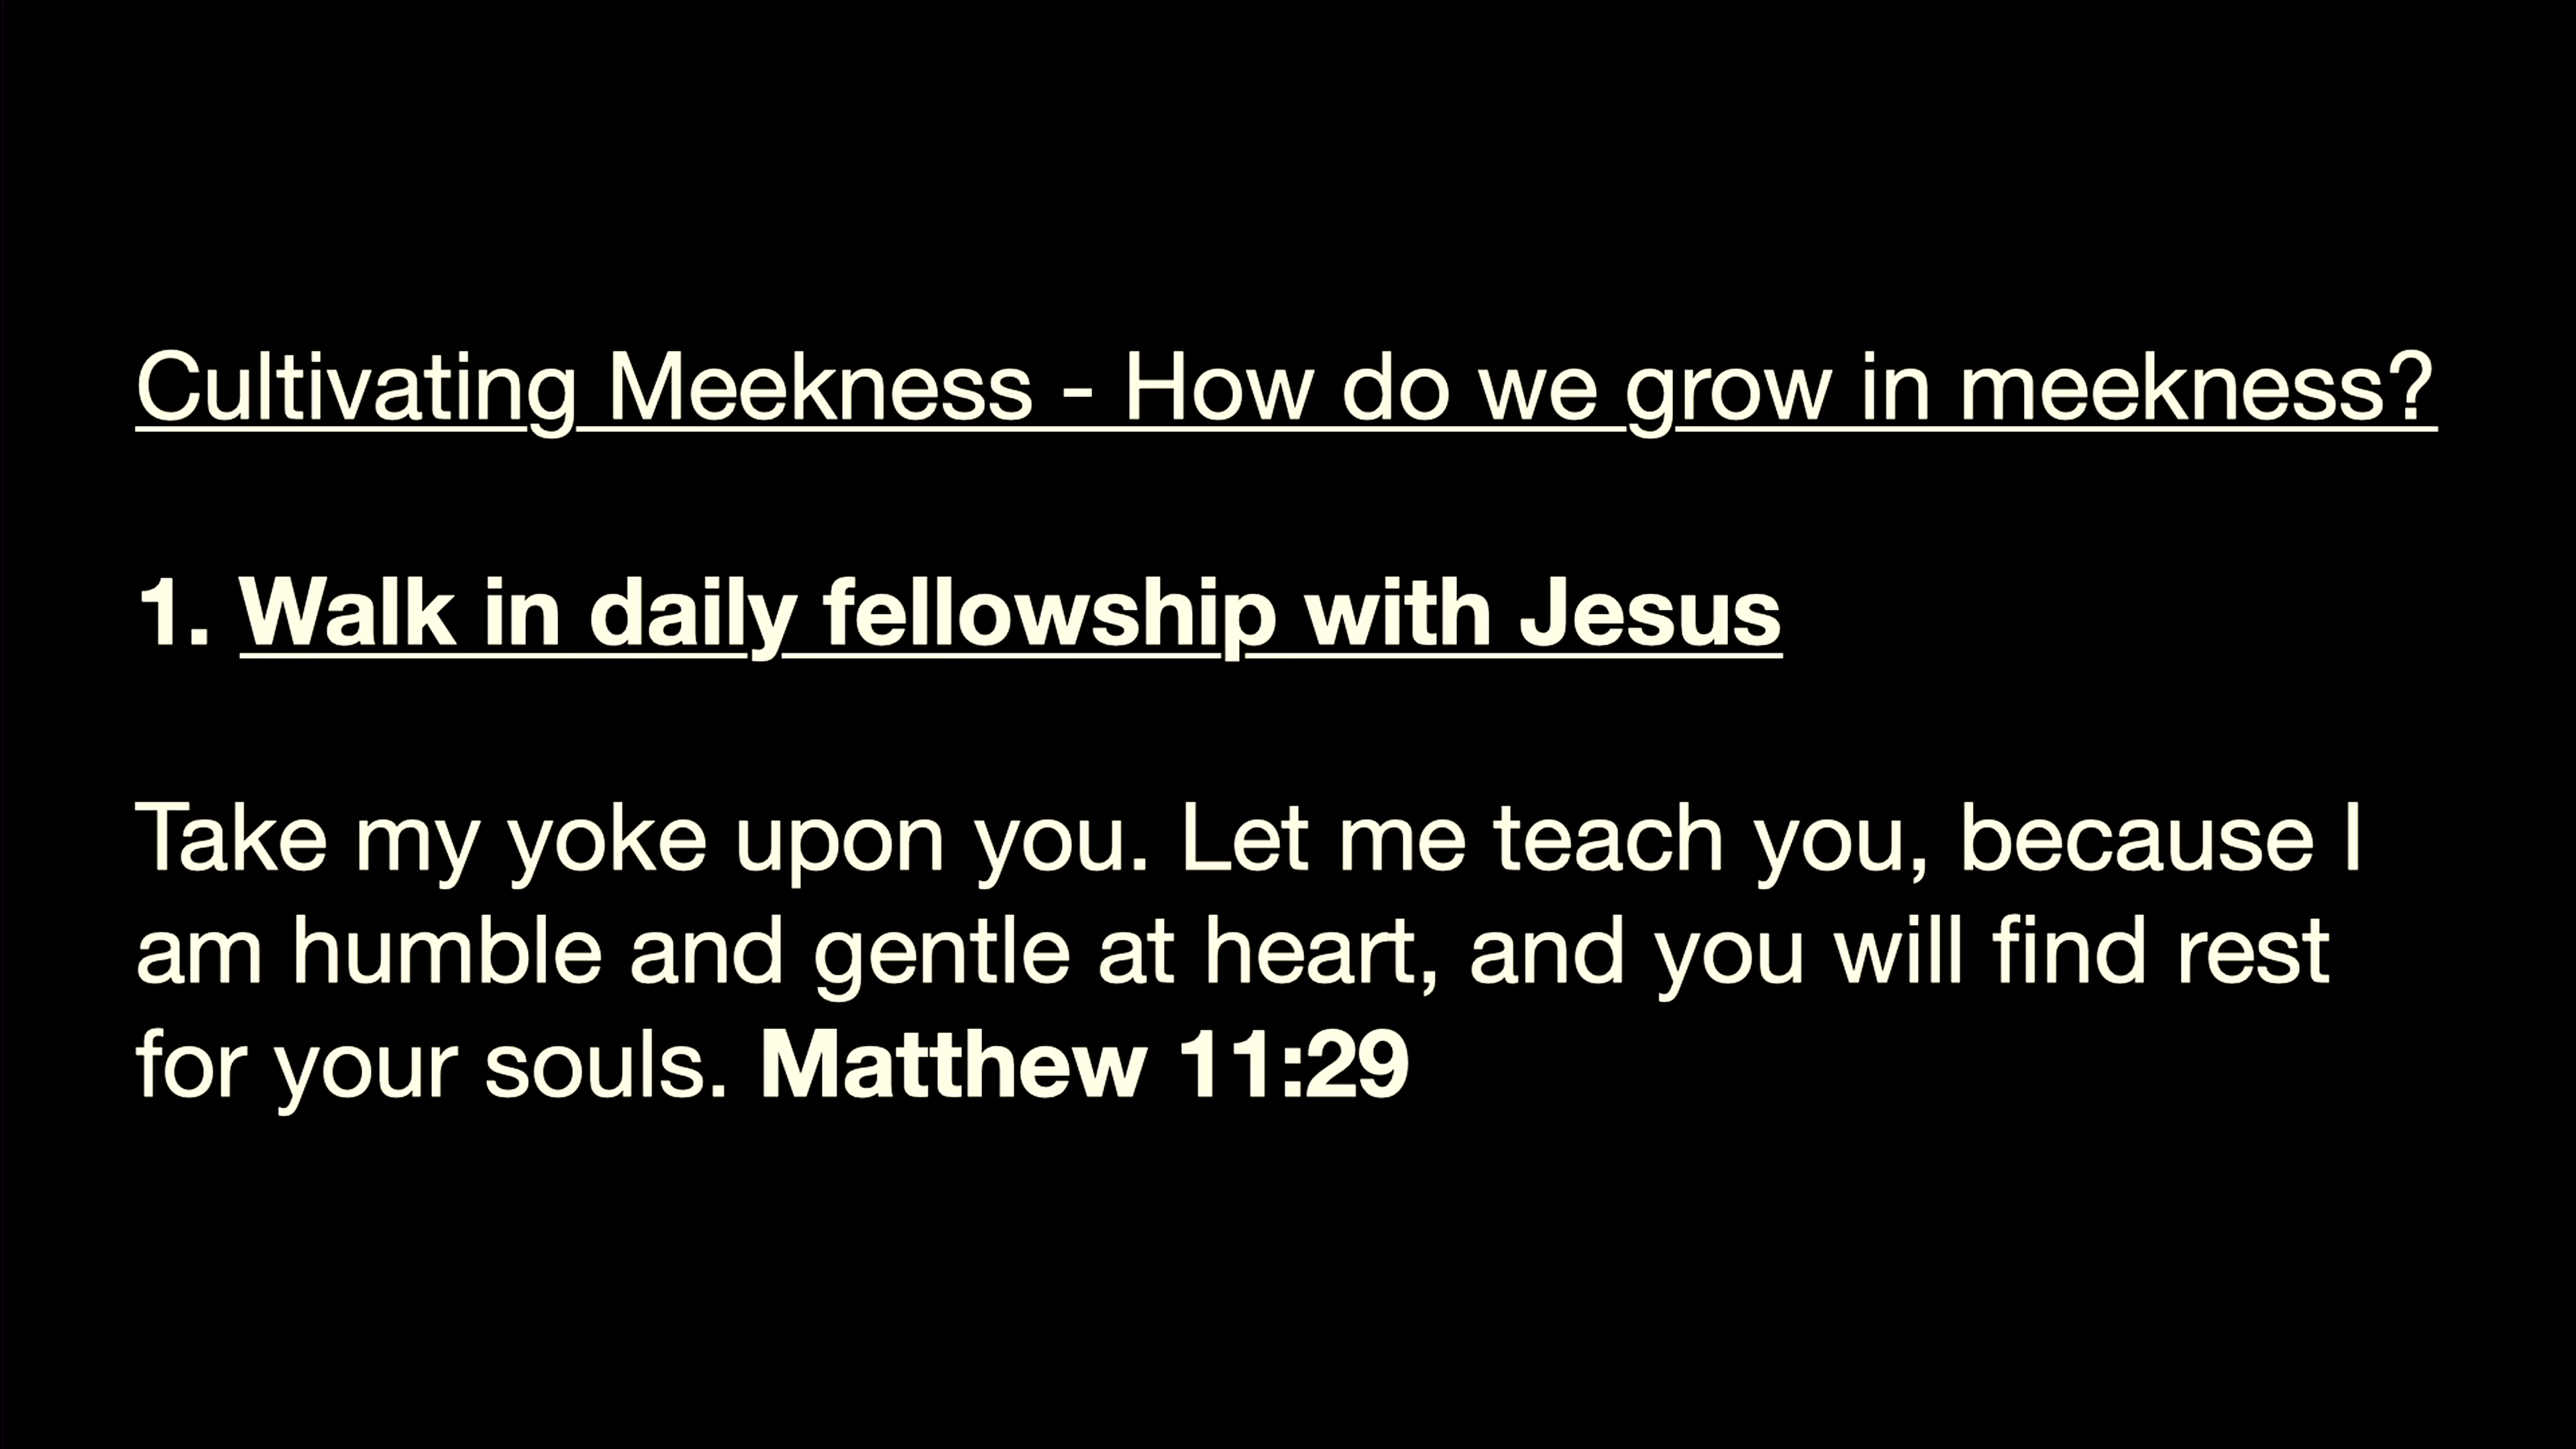 Cultivating Meekness - How do we grow in meekness?
1. Walk in daily fellowship with Jesus
Take my yoke upon you. Let me teach you, because I
am humble and gentle at heart, and you will find rest
for your souls. Matthew 11:29